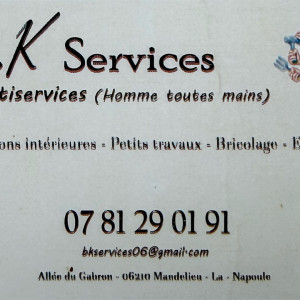 .K Services
tiservices (Homme toutes mains)
ons intérieures - Petits travaux - Bricolage - E
07 81 29 01 91
bkservices06@gmail.com
Allée du Gabron - 06210 Mandelieu - La - Napoule